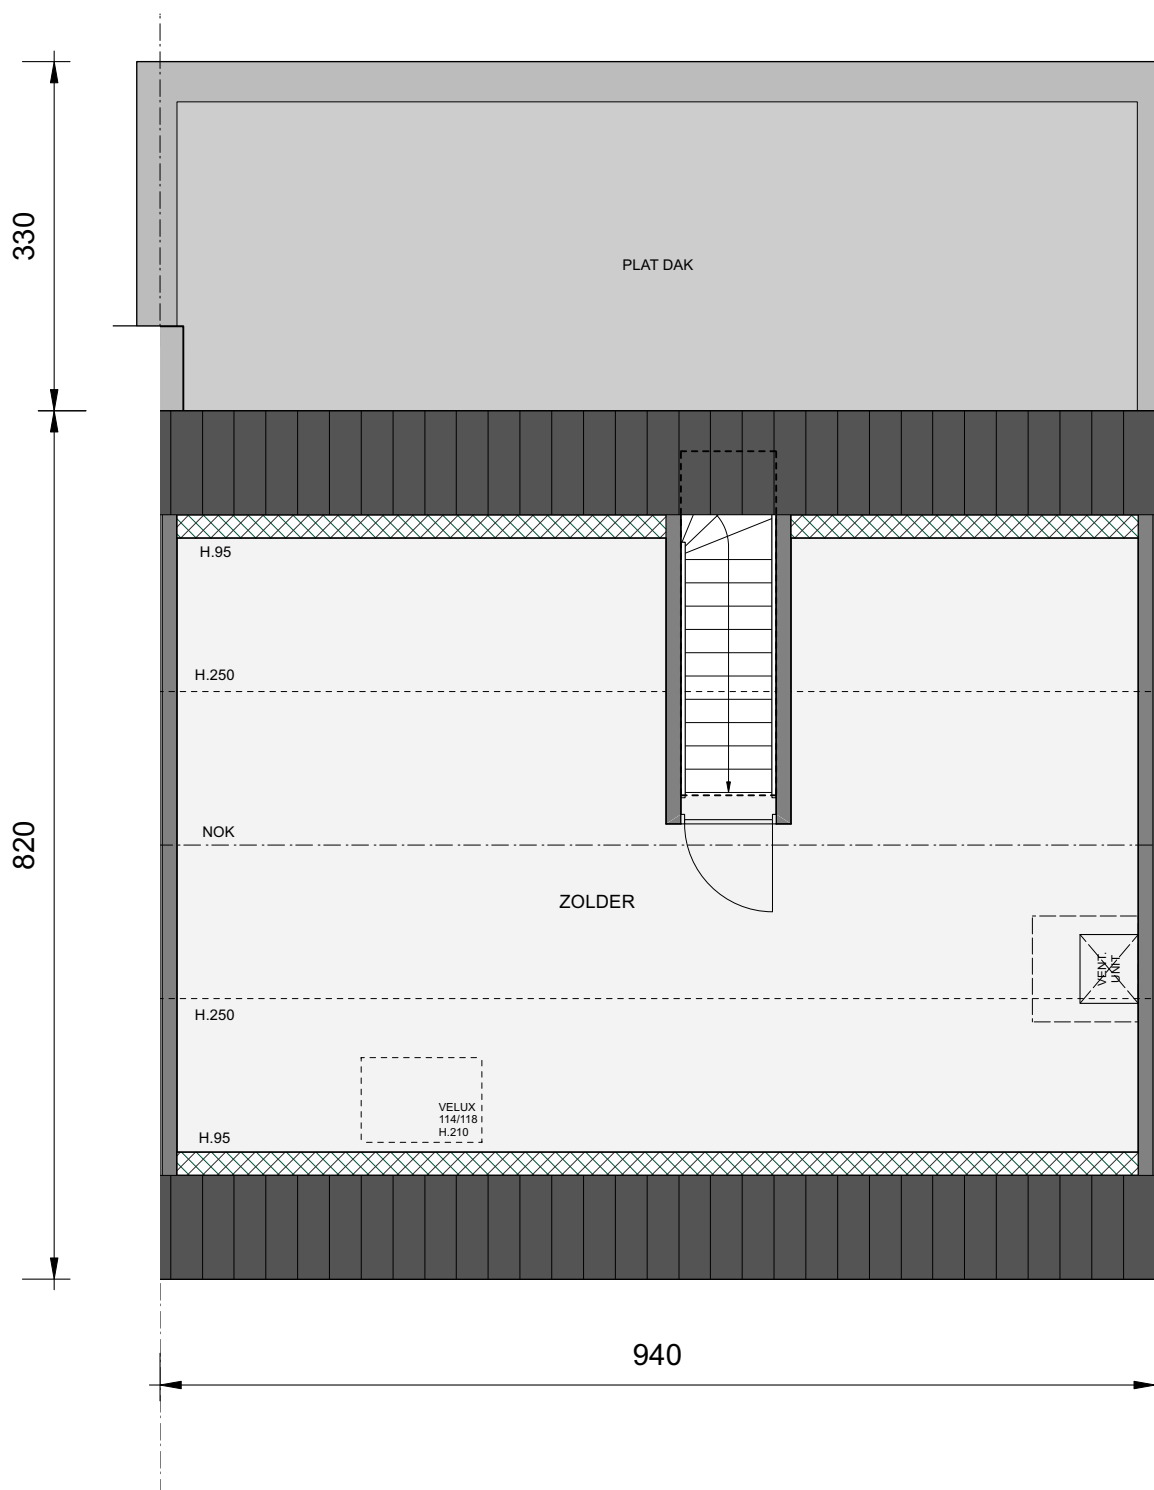 330
PLAT DAK
H.95
H.250
NOK
820
ZOLDER
VENT.
UNIT
H.250
VELUX
114/118
H.210
H.95
940